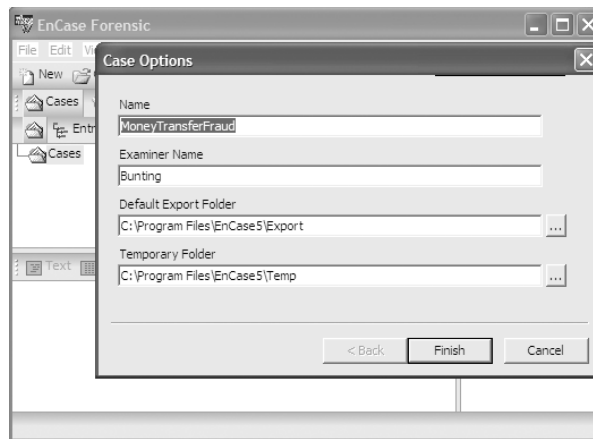 EnCase Forensic
File Edit
Case Options
New
Cases
Name
MoneyTransferFraud
Cases
Examiner Name
Bunting
Default Export Folder
C:\Program Files\EnCase5\Export
...
Temporary Folder
Text
C:\Program Files\EnCase5\Temp
...
< Back Finish Cancel